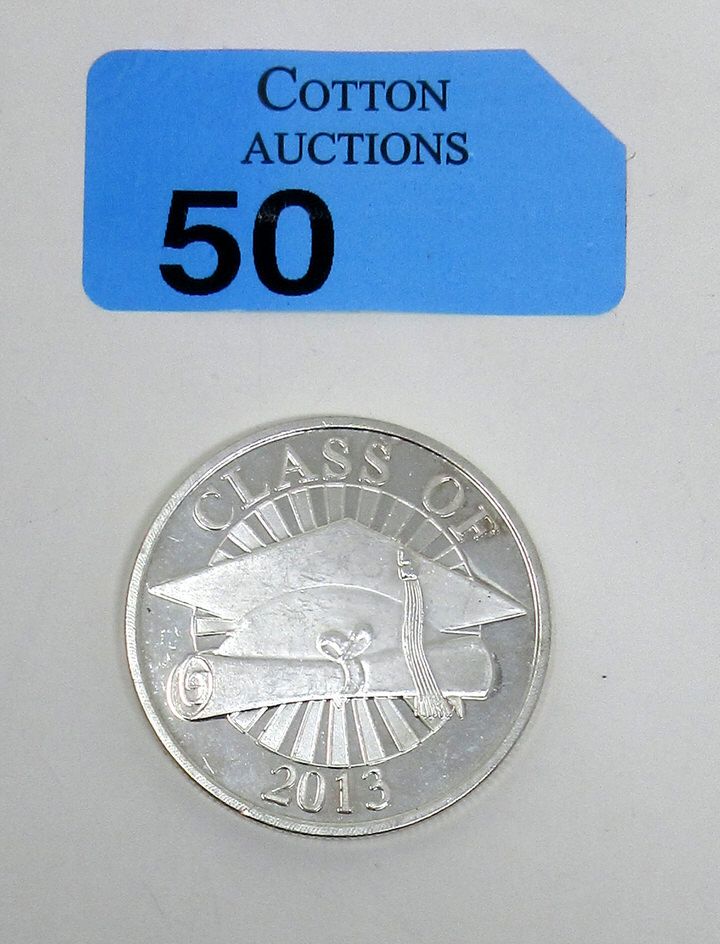 COTTON
AUCTIONS
50
CLASS OF
2013